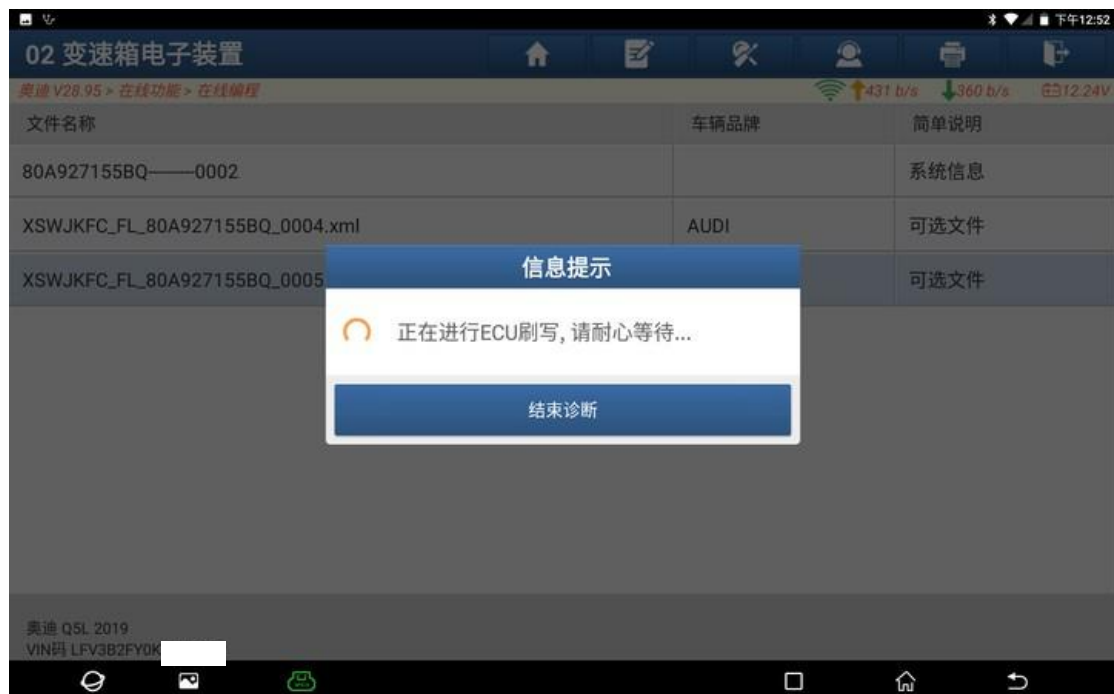 下午12:52
02 变速箱电子装置
奥迪 V28.95 > 在线功能 > 在线编程
431 b/s 360 b/s 12.24V
文件名称 车辆品牌 简单说明
80A927155BQ--------0002 系统信息
XSWJKFC_FL_80A927155BQ_0004.xml AUDI 可选文件
XSWJKFC_FL_80A927155BQ_0005 可选文件
信息提示
正在进行ECU刷写, 请耐心等待...
结束诊断
奥迪 Q5L 2019
VIN码 LFV3B2FY0K